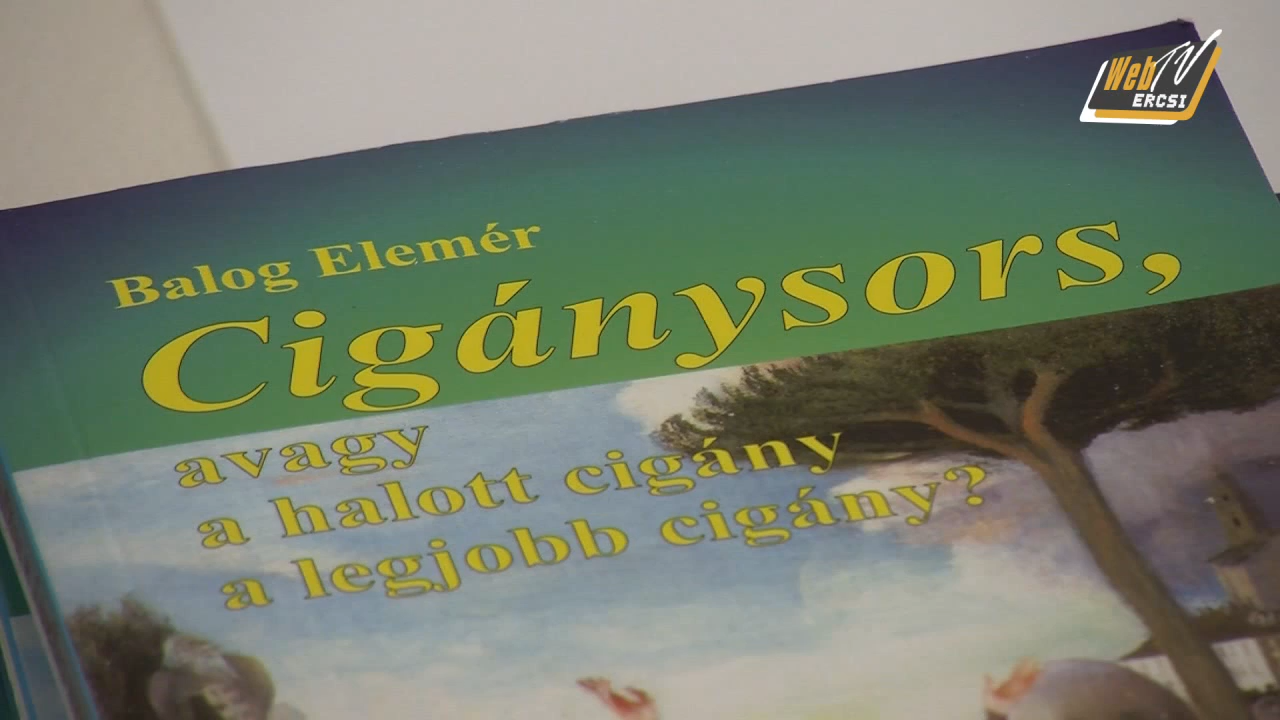 Web TV
ERCSI
Balog Elemér
Cigánysors,
avagy
a halott cigány
a legjobb cigány?